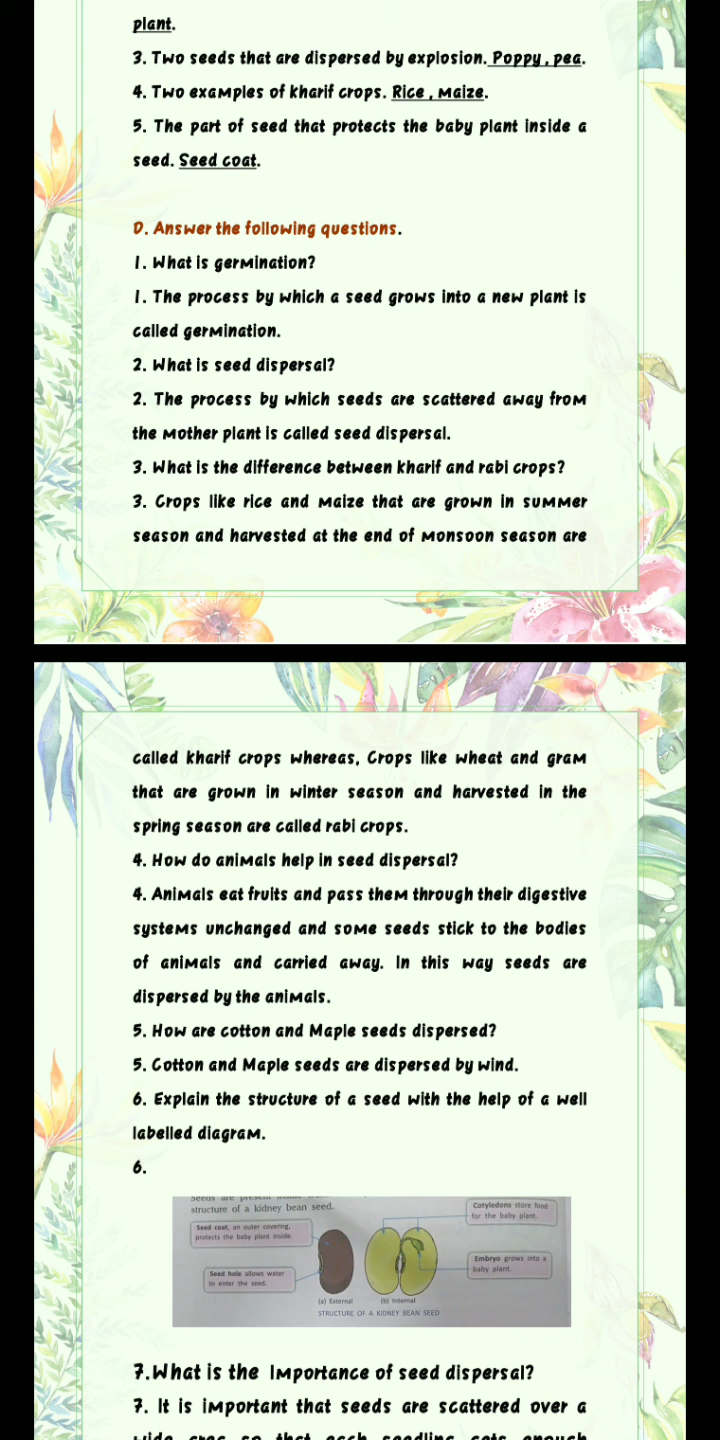 plant.
3. Two seeds that are dispersed by explosion. Poppy, pea.
4. Two examples of kharif crops. Rice, maize.
5. The part of seed that protects the baby plant inside a
seed. Seed coat.
D. Answer the following questions.
1. What is germination?
1. The process by which a seed grows into a new plant is
called germination.
2. What is seed dispersal?
2. The process by which seeds are scattered away from
the mother plant is called seed dispersal.
3. What is the difference between kharif and rabi crops?
3. Crops like rice and maize that are grown in summer
season and harvested at the end of monsoon season are
called kharif crops whereas, Crops like wheat and gram
that are grown in winter season and harvested in the
spring season are called rabi crops.
4. How do animals help in seed dispersal?
4. Animals eat fruits and pass them through their digestive
systems unchanged and some seeds stick to the bodies
of animals and carried away. In this way seeds are
dispersed by the animals.
5. How are cotton and Maple seeds dispersed?
5. Cotton and Maple seeds are dispersed by wind.
6. Explain the structure of a seed with the help of a well
labelled diagram.
6.
Seeds are present
structure of a kidney bean seed.
Seed coat, an outer covering,
protects the baby plant inside.
Seed hole allows water
to enter the seed.
Cotyledons store food
for the baby plant.
Embryo grows into a
baby plant.
(a) External
(b) Internal
STRUCTURE OF A KIDNEY BEAN SEED
7.What is the Importance of seed dispersal?
7. It is important that seeds are scattered over a
wide area so that each seedling gets enough